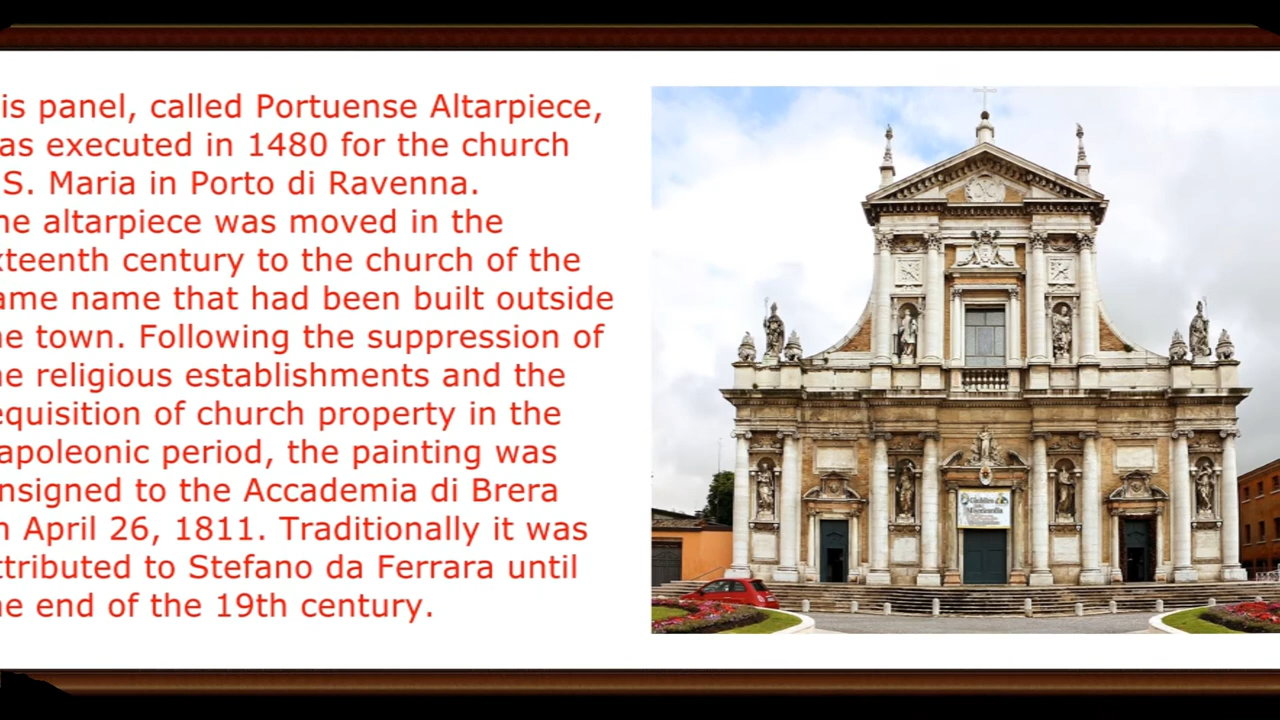 is panel, called Portuense Altarpiece,
as executed in 1480 for the church
S. Maria in Porto di Ravenna.
he altarpiece was moved in the
xteenth century to the church of the
ame name that had been built outside
he town. Following the suppression of
he religious establishments and the
equisition of church property in the
apoleonic period, the painting was
nsigned to the Accademia di Brera
n April 26, 1811. Traditionally it was
ttributed to Stefano da Ferrara until
he end of the 19th century.
Misericordia